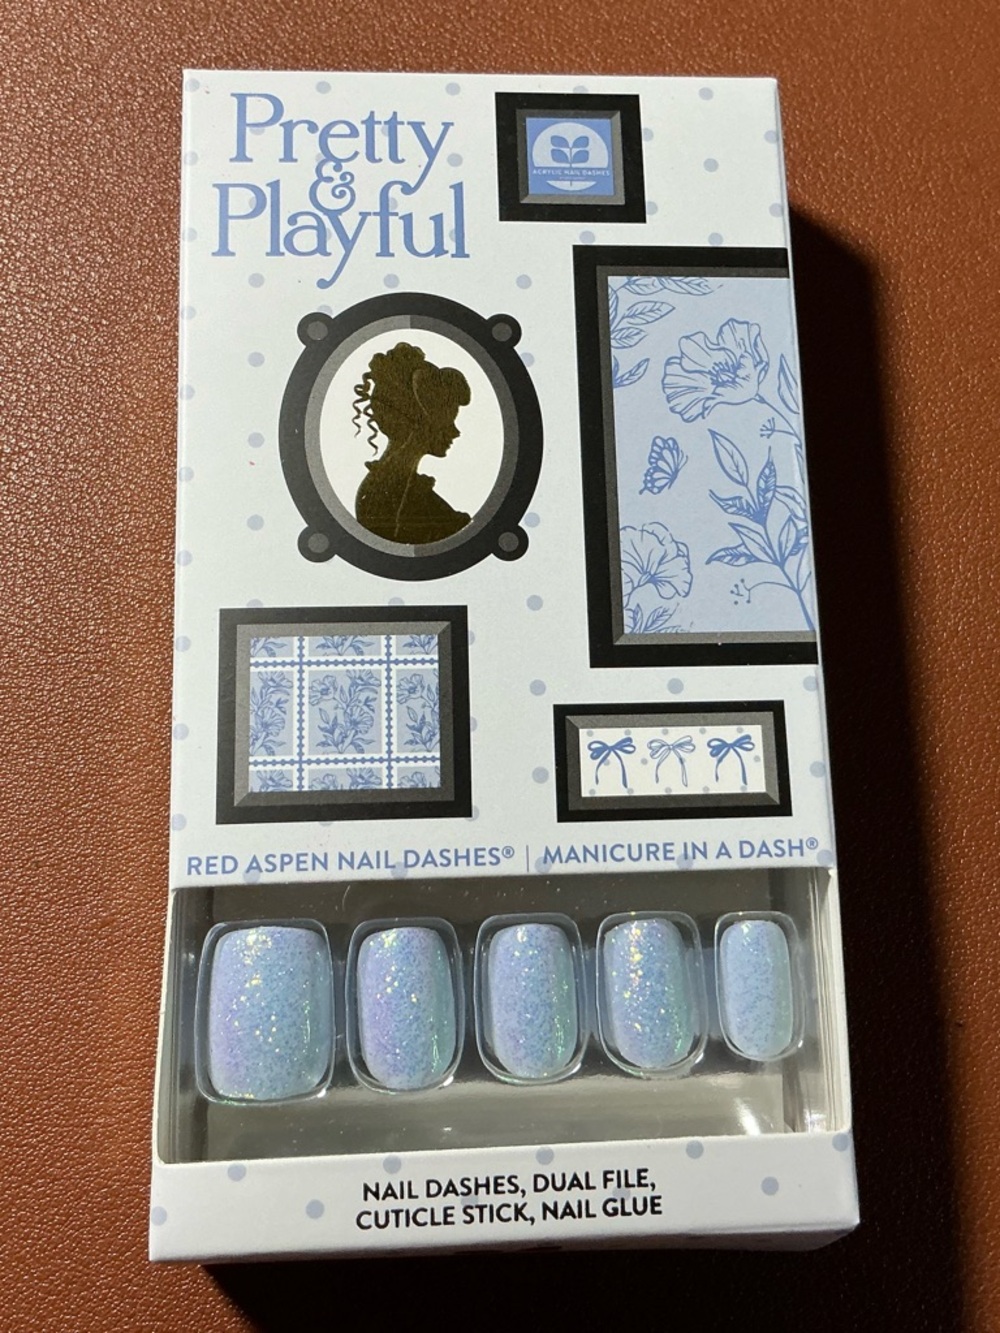 Pretty
&
Playful
ACRYLIC NAIL DASHES
RED ASPEN NAIL DASHES® | MANICURE IN A DASH®
NAIL DASHES, DUAL FILE,
CUTICLE STICK, NAIL GLUE